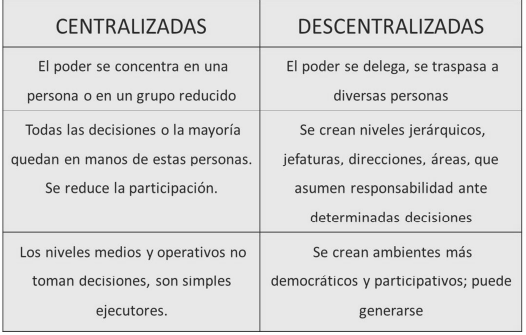 CENTRALIZADAS
DESCENTRALIZADAS
El poder se concentra en una
persona o en un grupo reducido
El poder se delega, se traspasa a
diversas personas
Todas las decisiones o la mayoría
quedan en manos de estas personas.
Se reduce la participación.
Se crean niveles jerárquicos,
jefaturas, direcciones, áreas, que
asumen responsabilidad ante
determinadas decisiones
Los niveles medios y operativos no
toman decisiones, son simples
ejecutores.
Se crean ambientes más
democráticos y participativos; puede
generarse